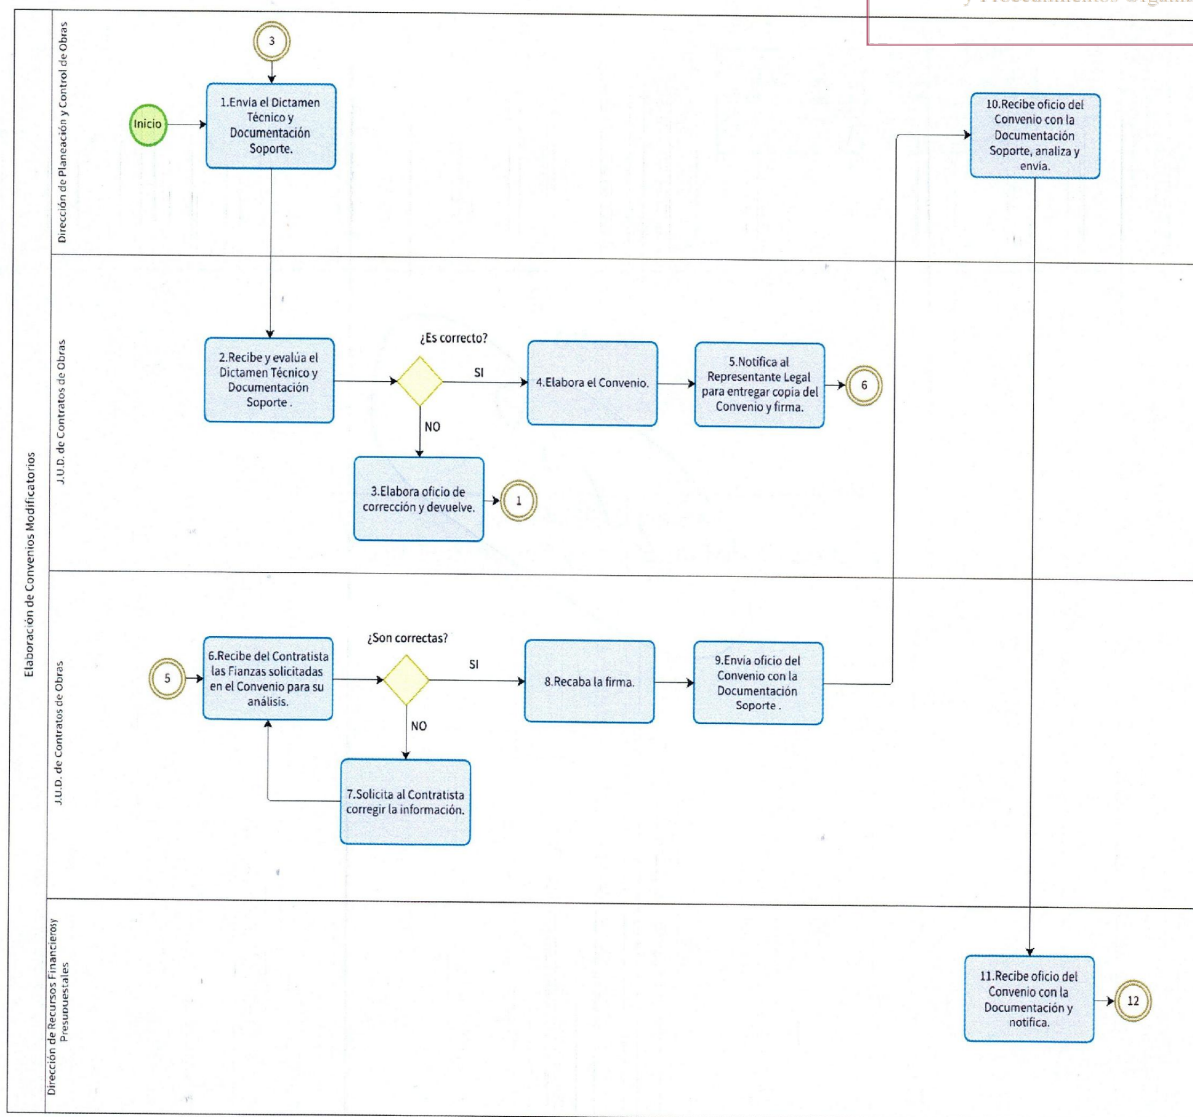 y Procedimientos
Elaboración de Convenios Modificatorios
Dirección de Planeación y Control de Obras
3
Inicio
1.Envía el Dictamen
Técnico y
Documentación
Soporte.
10.Recibe oficio del
Convenio con la
Documentación
Soporte, analiza y
envía.
J.U.D. de Contratos de Obras
2.Recibe y evalúa el
Dictamen Técnico y
Documentación
Soporte .
¿Es correcto?
SI
NO
4.Elabora el Convenio.
5.Notifica al
Representante Legal
para entregar copia del
Convenio y firma.
6
3.Elabora oficio de
corrección y devuelve.
1
J.U.D. de Contratos de Obras
5
6.Recibe del Contratista
las Fianzas solicitadas
en el Convenio para su
análisis.
¿Son correctas?
SI
NO
8.Recaba la firma.
9.Envía oficio del
Convenio con la
Documentación
Soporte .
7.Solicita al Contratista
corregir la información.
Dirección de Recursos Financierosy
Presupuestales
11.Recibe oficio del
Convenio con la
Documentación y
notifica.
12